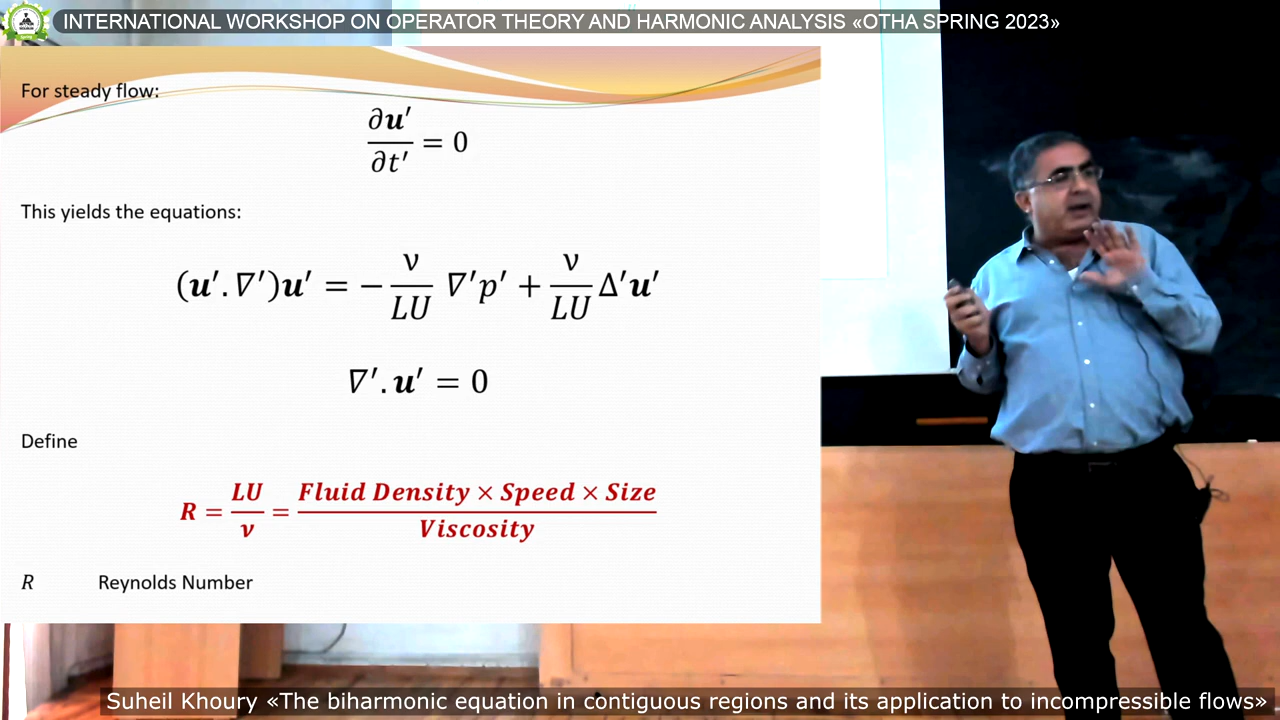 INTERNATIONAL WORKSHOP ON OPERATOR THEORY AND HARMONIC ANALYSIS «OTHA SPRING 2023»
For steady flow:
∂u′/∂t′ = 0
This yields the equations:
(u′.∇′)u′ = −ν/LU ∇′p′ + ν/LU Δ′u′
∇′.u′ = 0
Define
R = LU/ν = Fluid Density × Speed × Size/Viscosity
R Reynolds Number
Suheil Khoury «The biharmonic equation in contiguous regions and its application to incompressible flows»